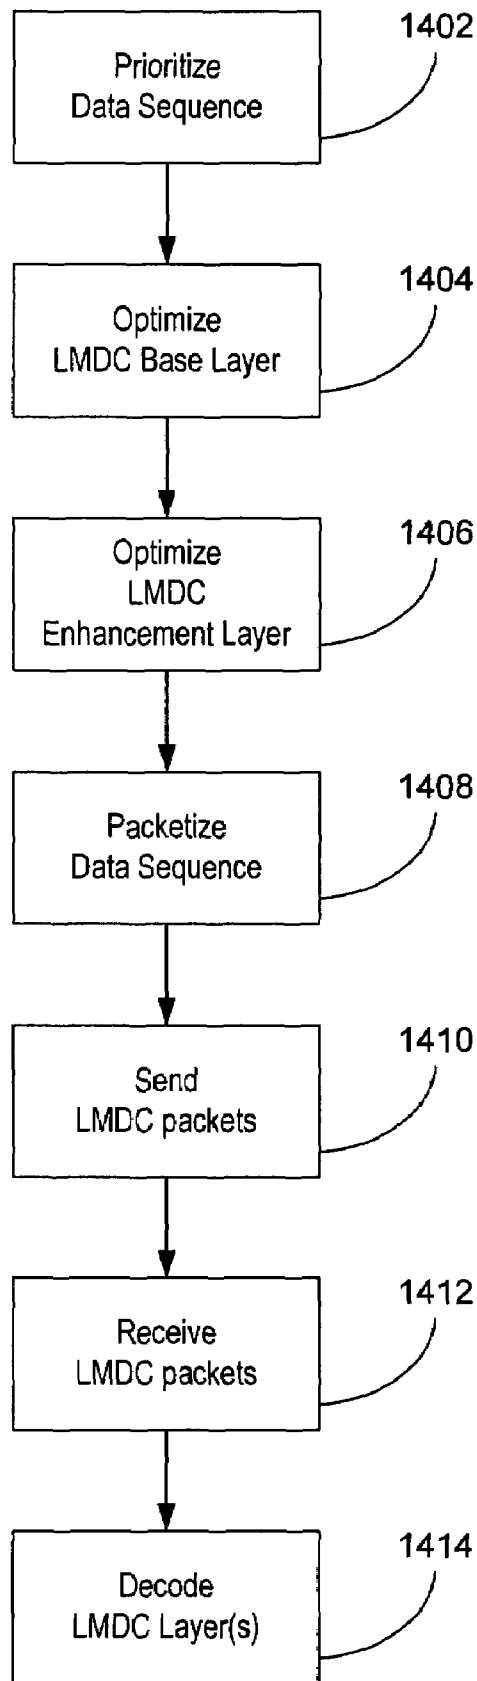 1402
Prioritize
Data Sequence
1404
Optimize
LMDC Base Layer
1406
Optimize
LMDC
Enhancement Layer
1408
Packetize
Data Sequence
1410
Send
LMDC packets
1412
Receive
LMDC packets
1414
Decode
LMDC Layer(s)